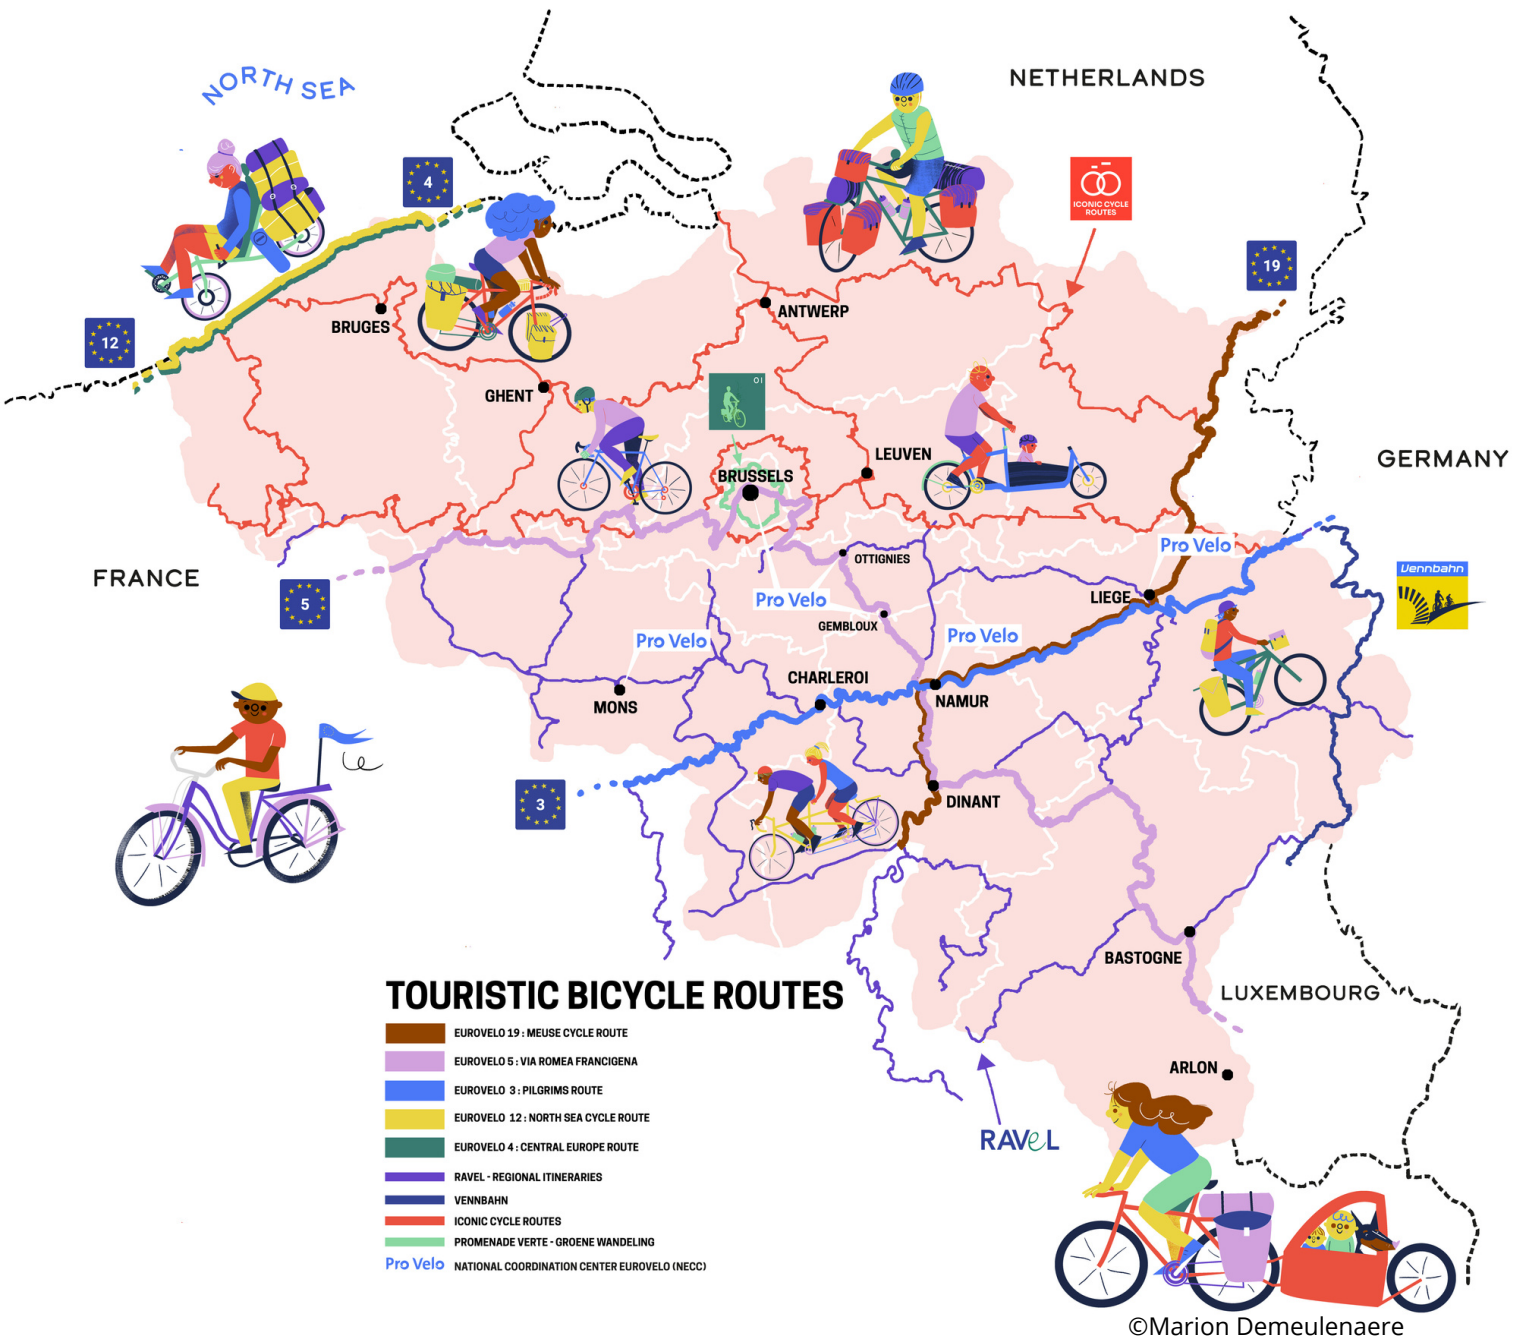 NORTH SEA
NETHERLANDS
4
ICONIC CYCLE
ROUTES
19
12
BRUGES
ANTWERP
GHENT
01
BRUSSELS
LEUVEN
GERMANY
FRANCE
5
OTTIGNIES
Pro Velo
Vennbahn
LIEGE
Pro Velo
GEMBLOUX
Pro Velo
Pro Velo
CHARLEROI
MONS
NAMUR
3
DINANT
BASTOGNE
LUXEMBOURG
ARLON
RAVeL
TOURISTIC BICYCLE ROUTES
EUROVELO 19 : MEUSE CYCLE ROUTE
EUROVELO 5 : VIA ROMEA FRANCIGENA
EUROVELO 3 : PILGRIMS ROUTE
EUROVELO 12 : NORTH SEA CYCLE ROUTE
EUROVELO 4 : CENTRAL EUROPE ROUTE
RAVEL - REGIONAL ITINERARIES
VENNBAHN
ICONIC CYCLE ROUTES
PROMENADE VERTE - GROENE WANDELING
Pro Velo NATIONAL COORDINATION CENTER EUROVELO (NECC)
©Marion Demeulenaere